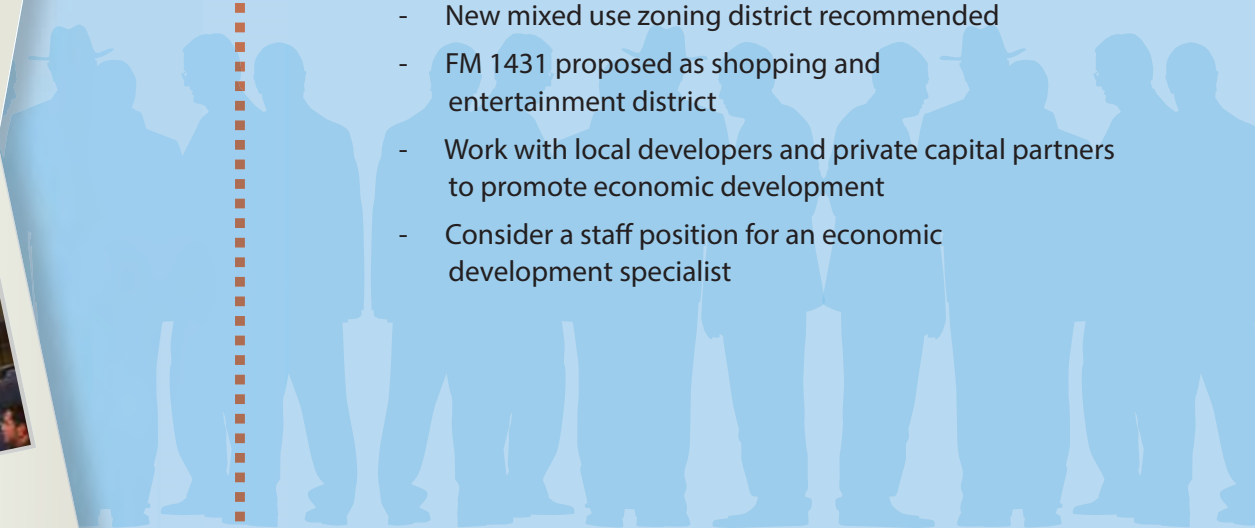 - New mixed use zoning district recommended
- FM 1431 proposed as shopping and
entertainment district
- Work with local developers and private capital partners
to promote economic development
- Consider a staff position for an economic
development specialist